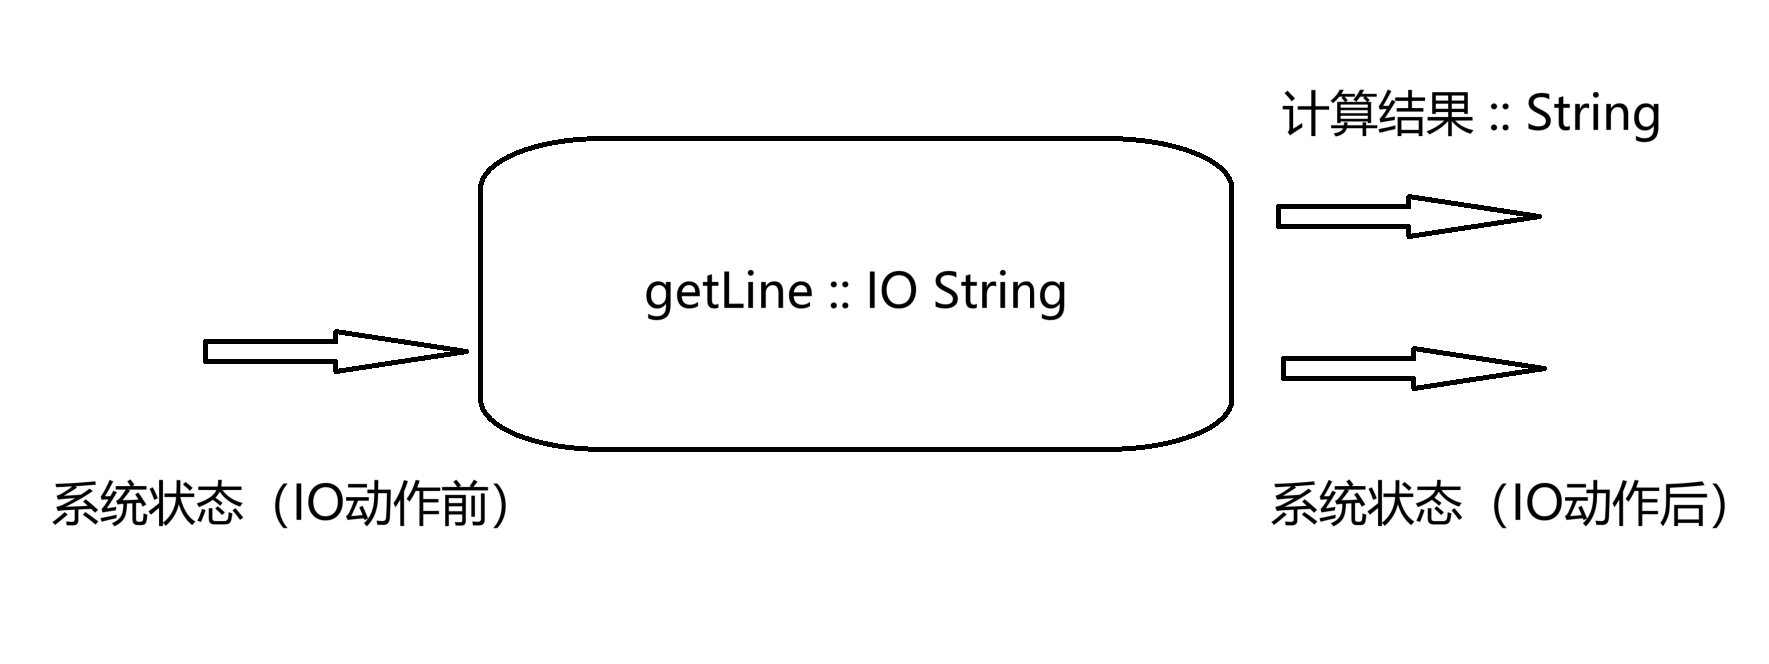 计算结果 :: String
getLine :: IO String
系统状态（IO动作前）
系统状态（IO动作后）